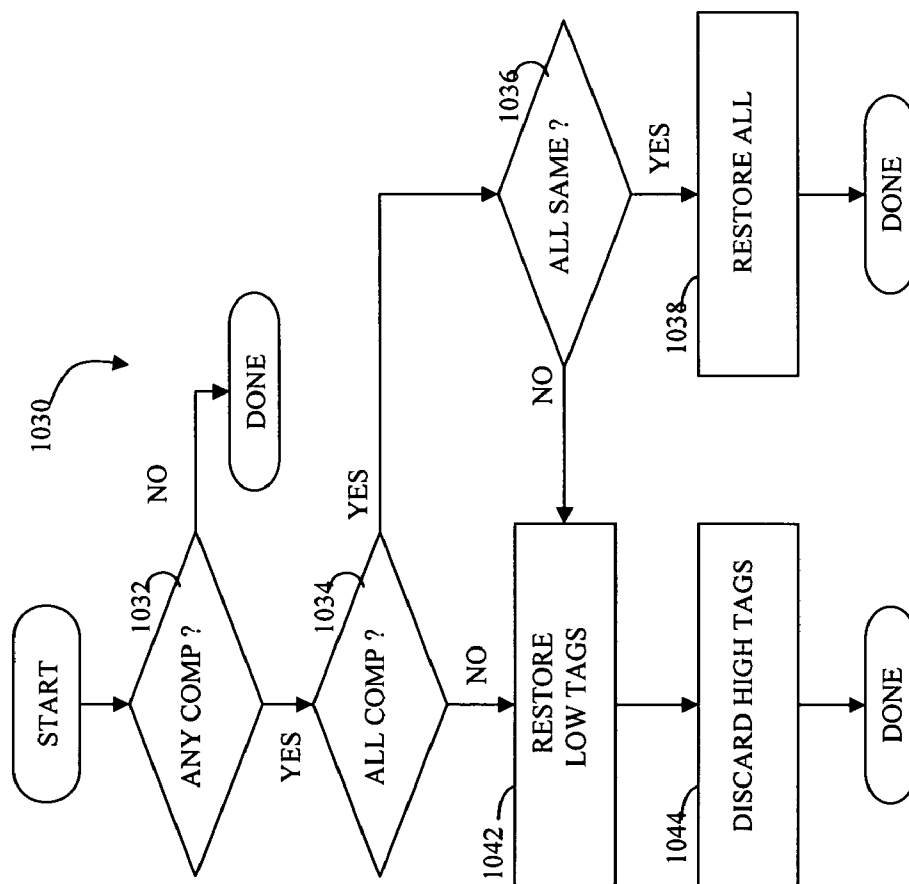 START
1030
1032
ANY COMP ?
NO
DONE
YES
1034
ALL COMP ?
YES
NO
1036
ALL SAME ?
NO
YES
1042
RESTORE
LOW TAGS
1038
RESTORE ALL
1044
DISCARD HIGH TAGS
DONE
DONE